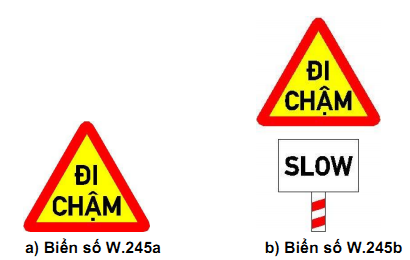 ĐI
CHẬM
a) Biển số W.245a
ĐI
CHẬM
SLOW
b) Biển số W.245b